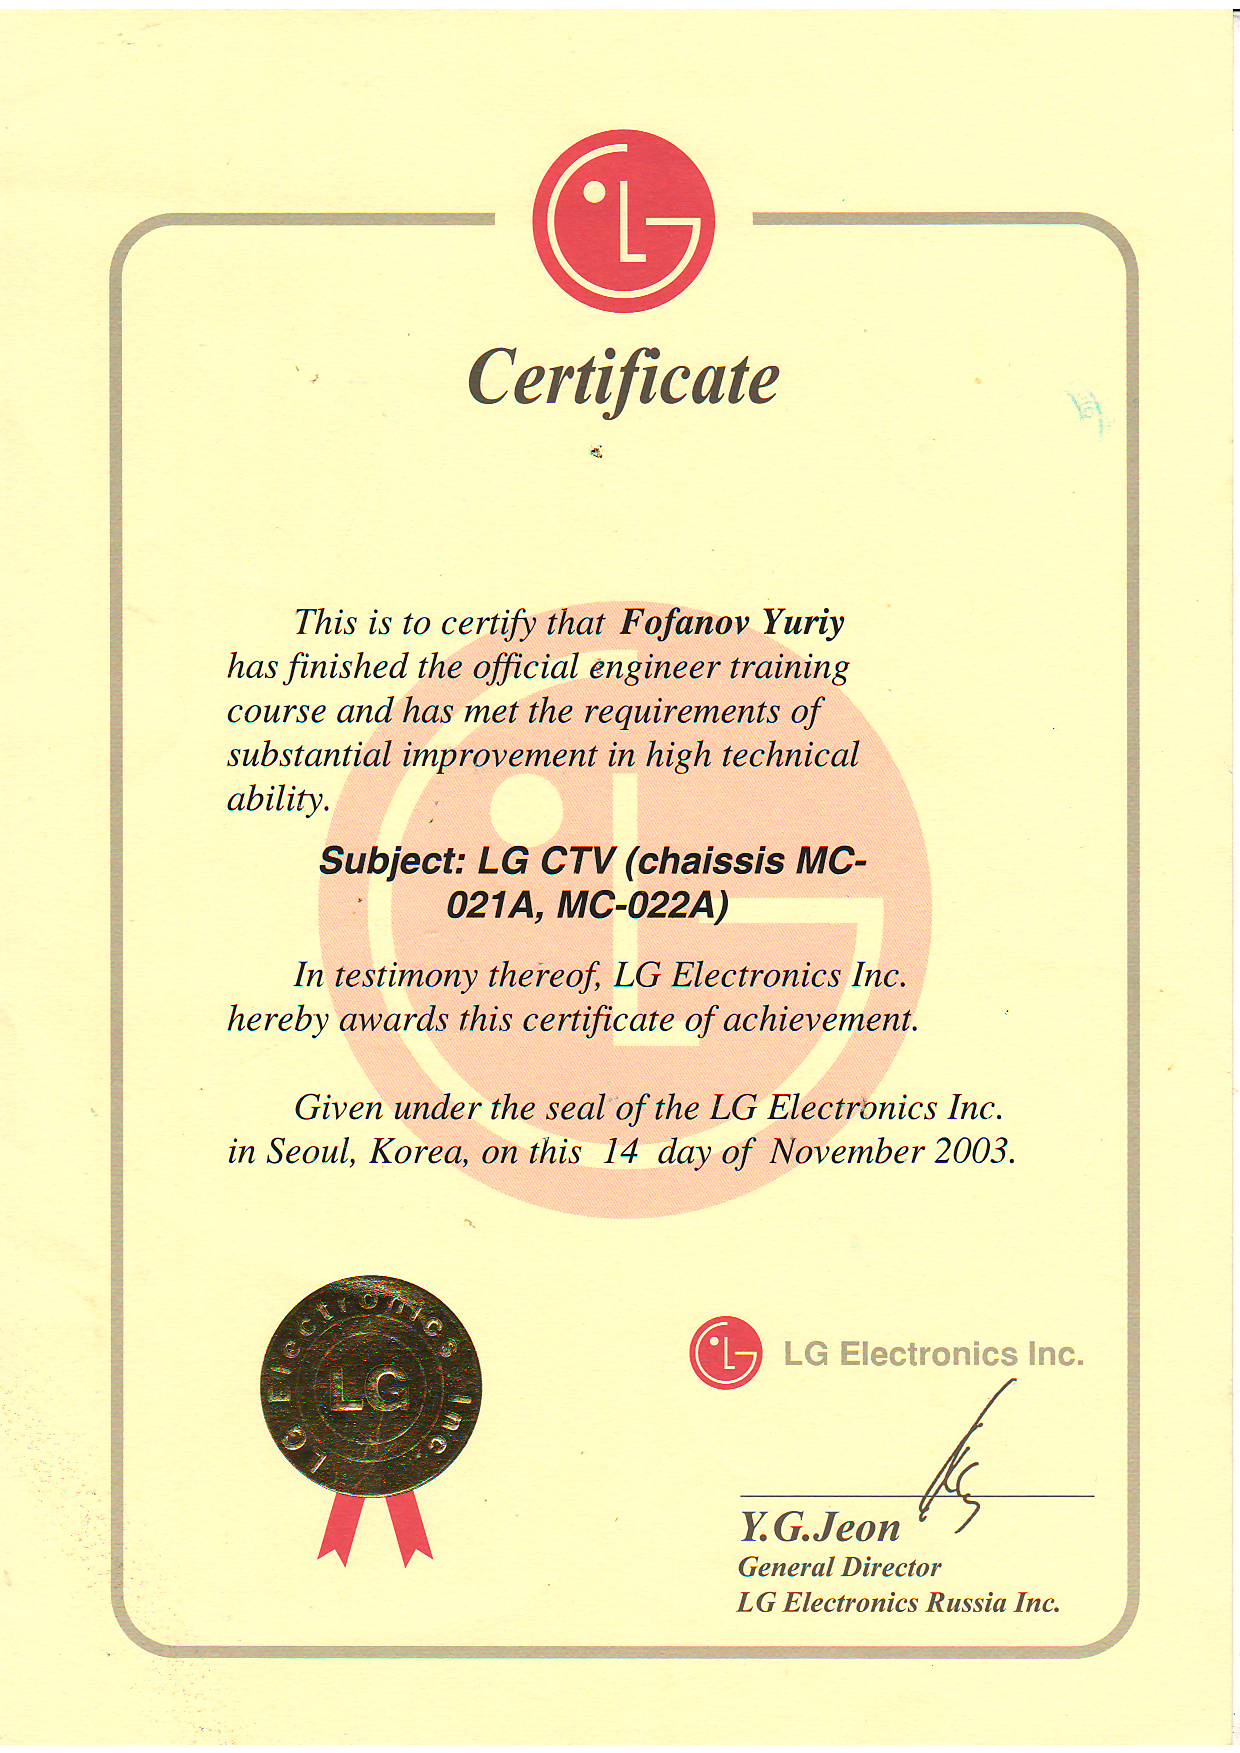 LG
Certificate
This is to certify that Fofanov Yuriy
has finished the official engineer training
course and has met the requirements of
substantial improvement in high technical
ability.
Subject: LG CTV (chaissis MC-
021A, MC-022A)
In testimony thereof, LG Electronics Inc.
hereby awards this certificate of achievement.
Given under the seal of the LG Electronics Inc.
in Seoul, Korea, on this 14 day of November 2003.
LG Electronics Inc.
LG
LG LG Electronics Inc.
Y.G.Jeon
General Director
LG Electronics Russia Inc.